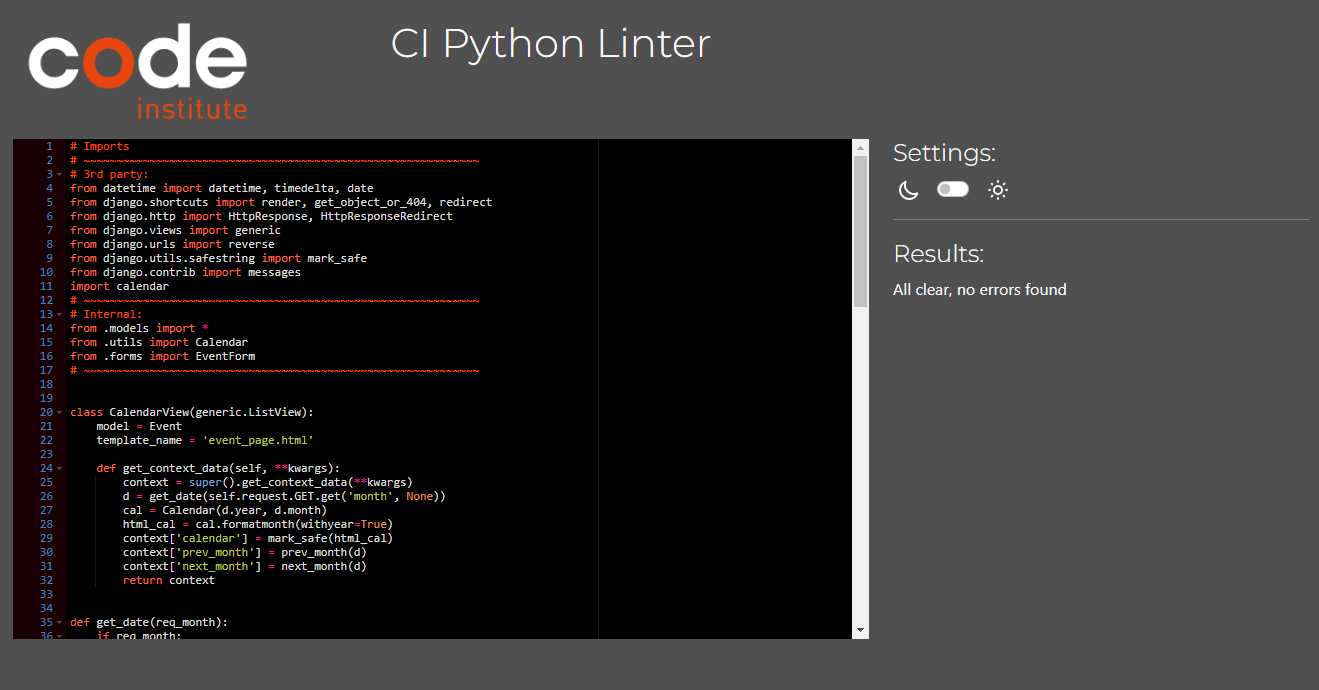 code
institute
CI Python Linter
1 # Imports
2 # ~~~~~~~~~~~~~~~~~~~~~~~~~~~~~~~~~~~~~~~~~~~~~~~~~~~~~~~~~~~~
3 # 3rd party:
4 from datetime import datetime, timedelta, date
5 from django.shortcuts import render, get_object_or_404, redirect
6 from django.http import HttpResponse, HttpResponseRedirect
7 from django.views import generic
8 from django.urls import reverse
9 from django.utils.safestring import mark_safe
10 from django.contrib import messages
11 import calendar
12 # ~~~~~~~~~~~~~~~~~~~~~~~~~~~~~~~~~~~~~~~~~~~~~~~~~~~~~~~~~~~~
13 # Internal:
14 from .models import *
15 from .utils import Calendar
16 from .forms import EventForm
17 # ~~~~~~~~~~~~~~~~~~~~~~~~~~~~~~~~~~~~~~~~~~~~~~~~~~~~~~~~~~~~
18
19
20 class CalendarView(generic.ListView):
21     model = Event
22     template_name = 'event_page.html'
23
24     def get_context_data(self, **kwargs):
25         context = super().get_context_data(**kwargs)
26         d = get_date(self.request.GET.get('month', None))
27         cal = Calendar(d.year, d.month)
28         html_cal = cal.formatmonth(withyear=True)
29         context['calendar'] = mark_safe(html_cal)
30         context['prev_month'] = prev_month(d)
31         context['next_month'] = next_month(d)
32         return context
33
34
35 def get_date(req_month):
36     if req_month:
Settings:
Results:
All clear, no errors found